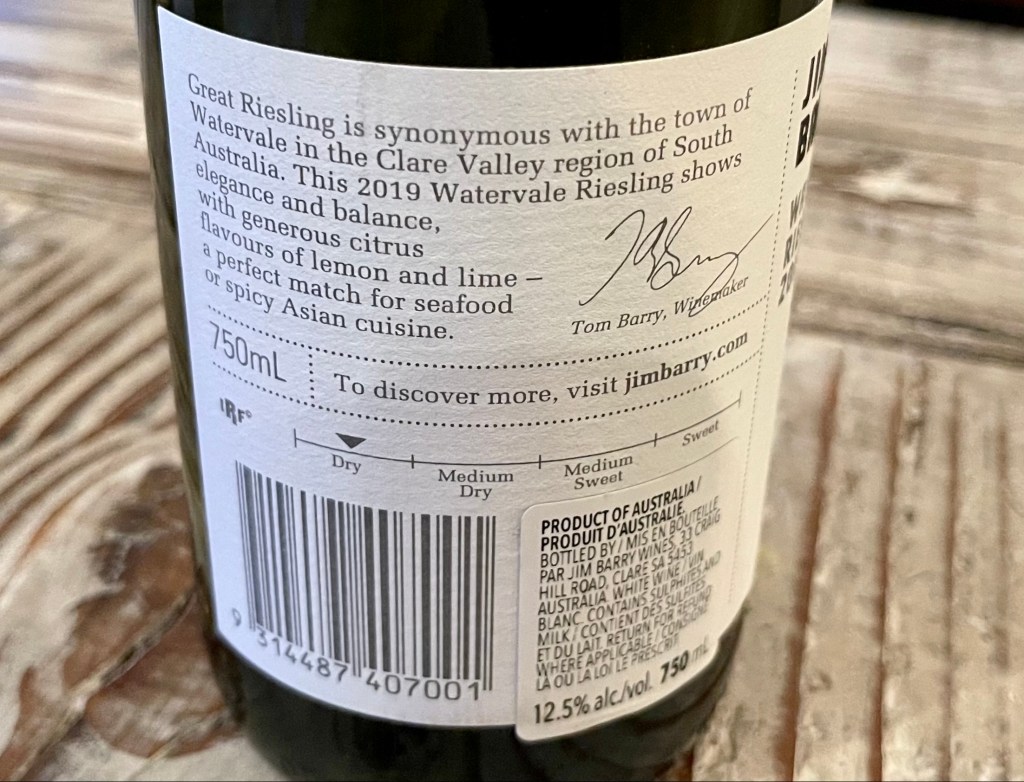 Great Riesling is synonymous with the town of
Watervale in the Clare Valley region of South
Australia. This 2019 Watervale Riesling shows
elegance and balance,
with generous citrus
flavours of lemon and lime –
a perfect match for seafood
or spicy Asian cuisine.
Tom Barry, Winemaker
750mL
To discover more, visit jimbarry.com
IRF
Dry
Medium
Dry
Medium
Sweet
Sweet
9 314487 407001
PRODUCT OF AUSTRALIA /
PRODUIT D'AUSTRALIE
BOTTLED BY / MIS EN BOUTEILLE
PAR JIM BARRY WINES, 33 CRAIG
HILL ROAD, CLARE SA 5453
AUSTRALIA. WHITE WINE / VIN
BLANC. CONTAINS SULPHITES AND
MILK / CONTIENT DES SULFITES
ET DU LAIT. RETURN FOR REFUND
WHERE APPLICABLE / CONSIGNÉ
LÀ OÙ LA LOI LE PRESCRIT.
12.5% alc./vol. 750 mL